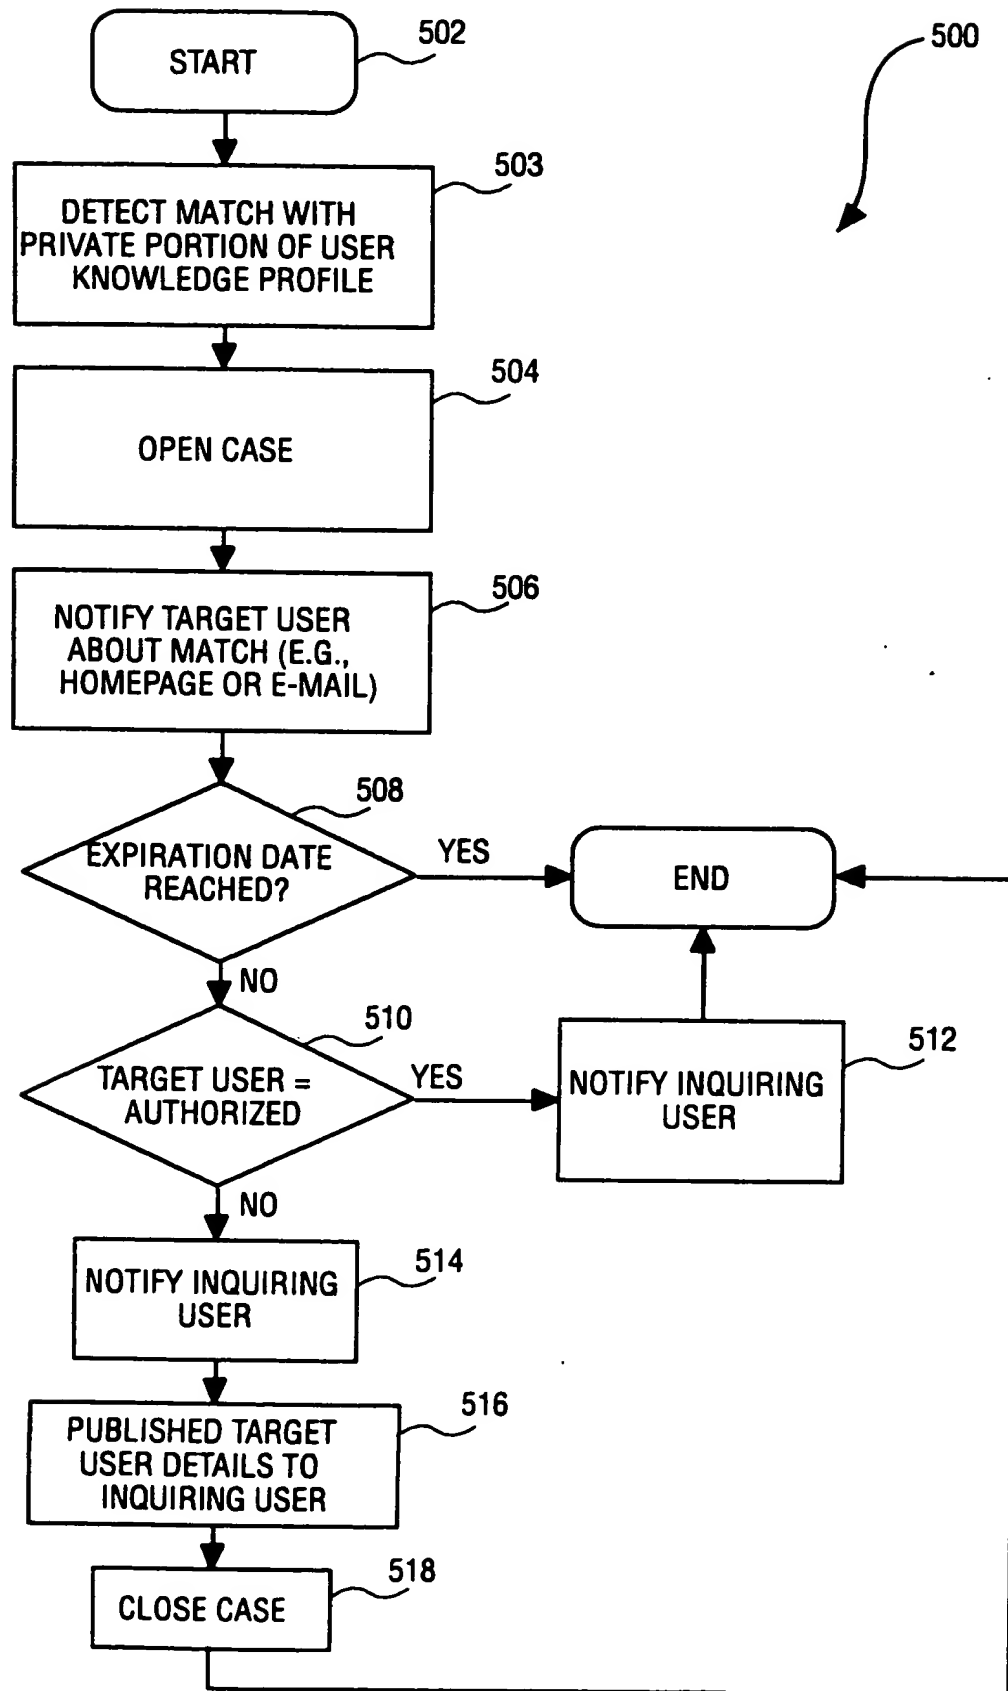 START
502
500
503
DETECT MATCH WITH
PRIVATE PORTION OF USER
KNOWLEDGE PROFILE
504
OPEN CASE
506
NOTIFY TARGET USER
ABOUT MATCH (E.G.,
HOMEPAGE OR E-MAIL)
508
EXPIRATION DATE
REACHED?
YES
END
NO
510
TARGET USER =
AUTHORIZED
YES
512
NOTIFY INQUIRING
USER
NO
514
NOTIFY INQUIRING
USER
516
PUBLISHED TARGET
USER DETAILS TO
INQUIRING USER
518
CLOSE CASE